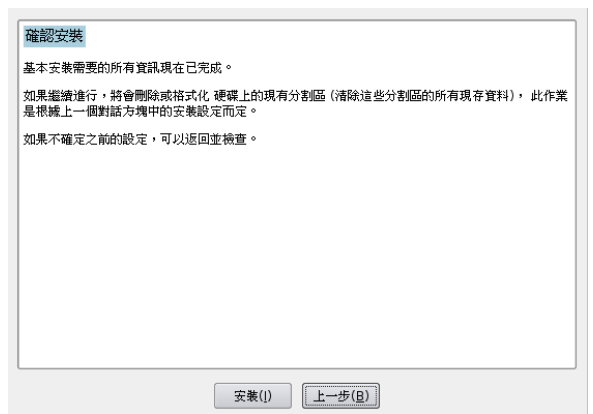 確認安裝
基本安裝需要的所有資訊現在已完成。
如果繼續進行，將會刪除或格式化 硬碟上的現有分割區 (清除這些分割區的所有現存資料)， 此作業
是根據上一個對話方塊中的安裝設定而定。
如果不確定之前的設定，可以返回並檢查。
安裝(I)
上一步(B)